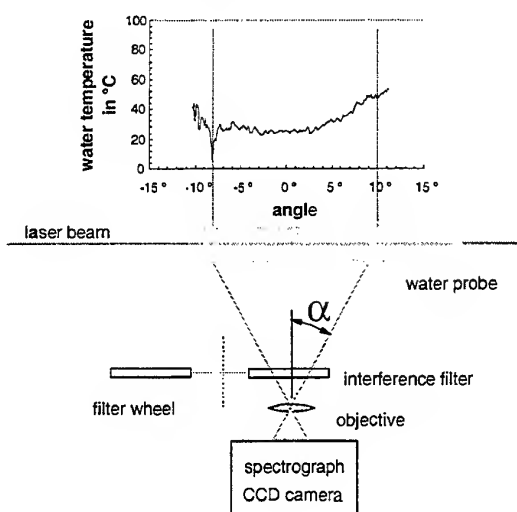 water temperature
in °C
100
80
60
40
20
0
-15° -10° -5° 0° 5° 10° 15°
angle
laser beam
water probe
α
interference filter
filter wheel
objective
spectrograph
CCD camera